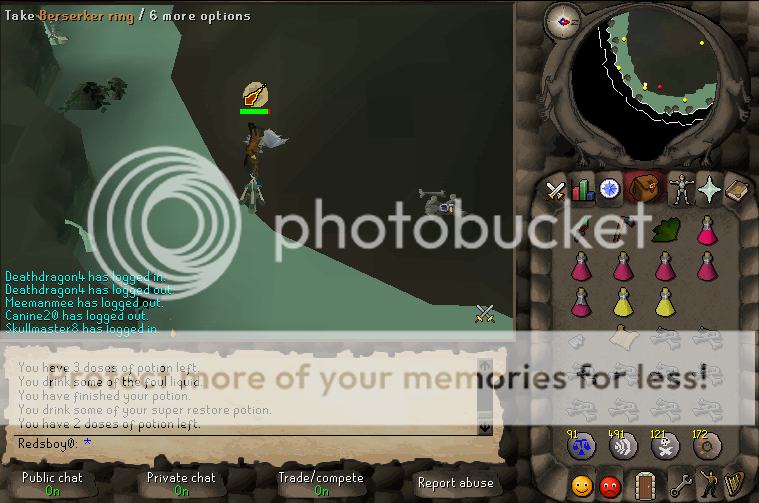 Take Berserker ring / 6 more options
photobucket
Deathdragon4 has logged in.
Deathdragon4 has logged out.
Meemanmee has logged out.
Canine20 has logged out.
Skullmaster8 has logged in.
You have 3 doses of potion left.
You drink some of the foul liquid.
You have finished your potion.
You drink some of your super restore potion.
You have 2 doses of potion left.
more of your memories for less!
Redsboy0: *
91 491 121 172
Public chat
On
Private chat
On
Trade/compete
On
Report abuse